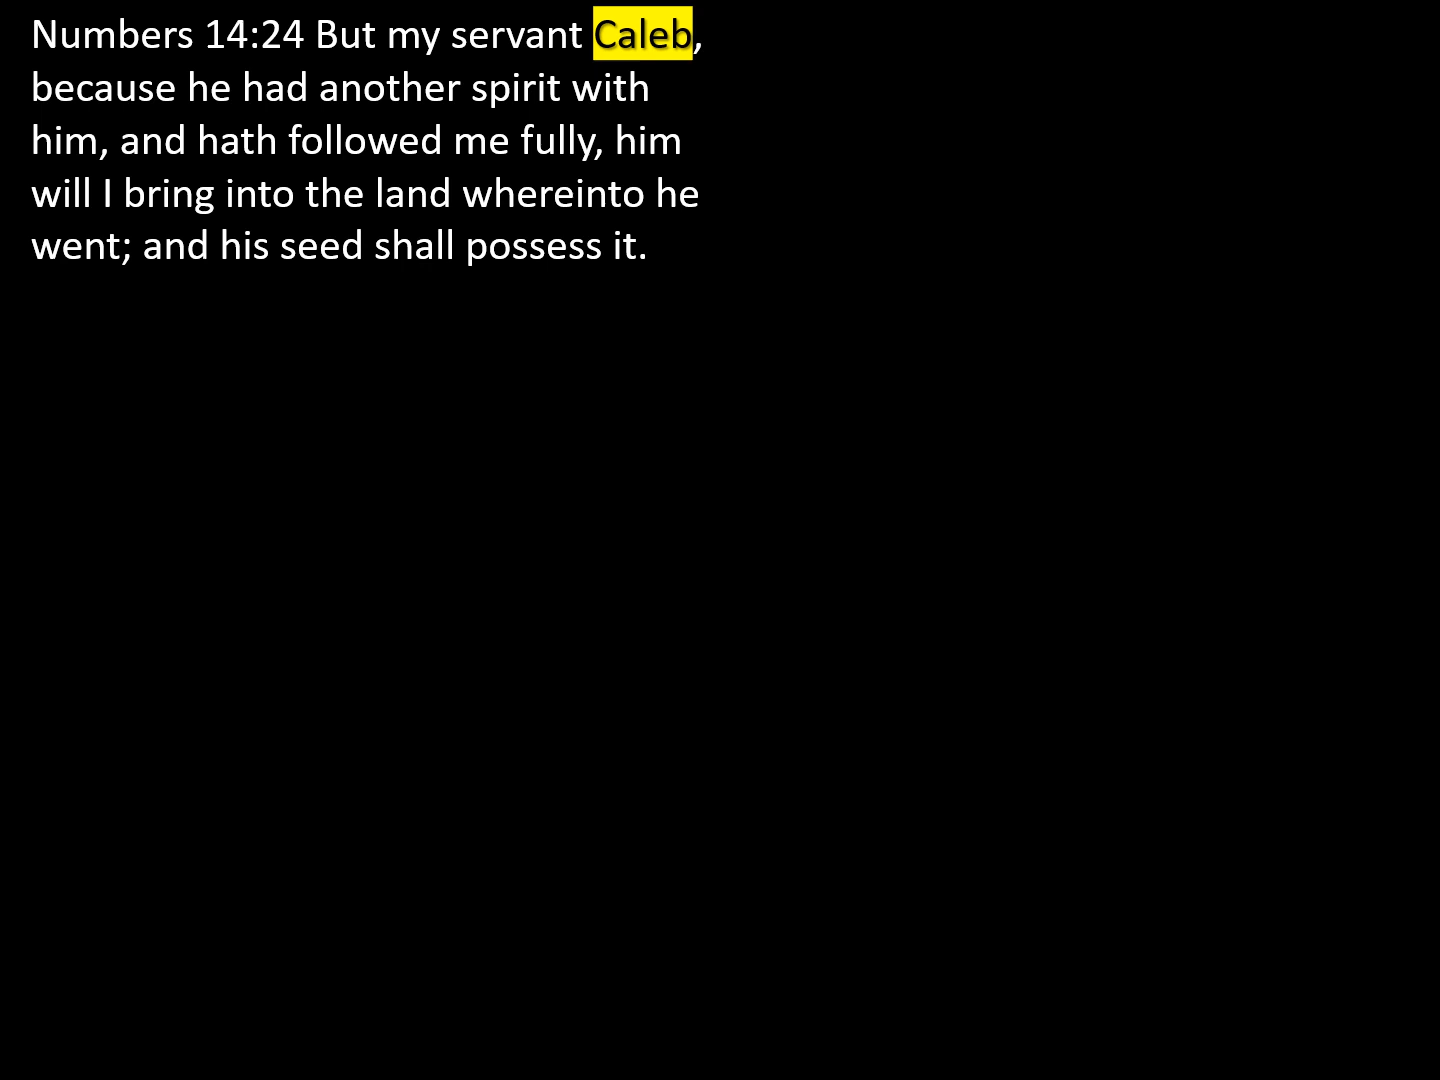 Numbers 14:24 But my servant Caleb,
because he had another spirit with
him, and hath followed me fully, him
will I bring into the land whereinto he
went; and his seed shall possess it.